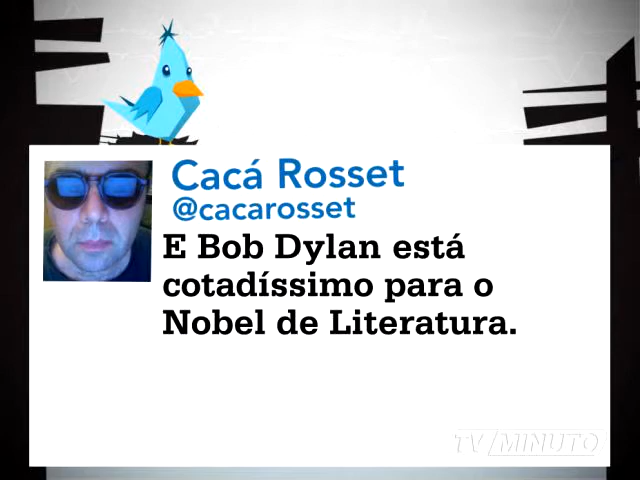 Cacá Rosset
@cacarosset
E Bob Dylan está
cotadíssimo para o
Nobel de Literatura.
TV MINUTO